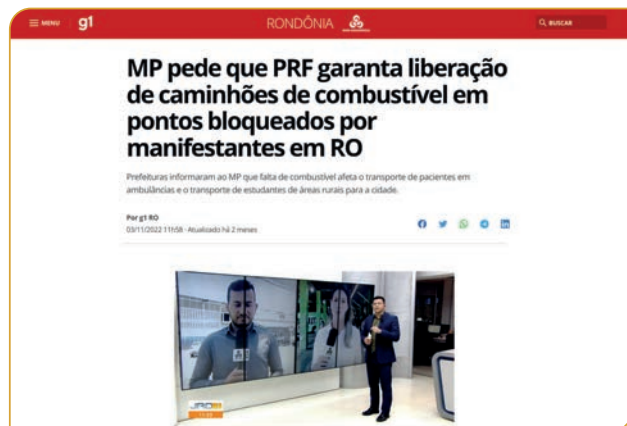 MENU g1 RONDÔNIA BUSCAR
MP pede que PRF garanta liberação
de caminhões de combustível em
pontos bloqueados por
manifestantes em RO
Prefeituras informaram ao MP que falta de combustível afeta o transporte de pacientes em
ambulâncias e o transporte de estudantes de áreas rurais para a cidade.
Por g1 RO
03/11/2022 11h58 · Atualizado há 2 meses